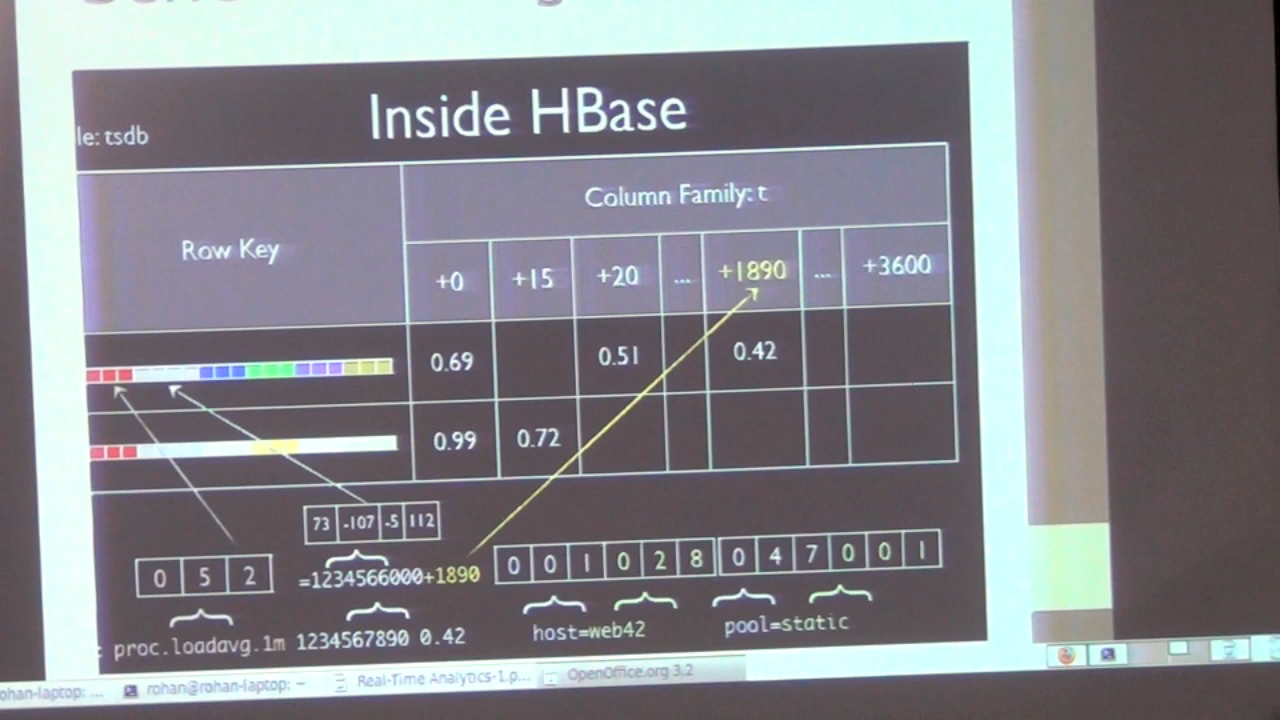 Inside HBase
le: tsdb
Row Key
Column Family: t
+0 +15 +20 ... +1890 ... +3600
0.69 0.51 0.42
0.99 0.72
73 -107 -5 112
0 5 2
=1234566000+1890
0 0 1 0 2 8 0 4 7 0 0 1
: proc.loadavg.1m 1234567890 0.42 host=web42 pool=static
ohan-laptop: ... rohan@rohan-laptop: ~ Real-Time Analytics-1.p... OpenOffice.org 3.2